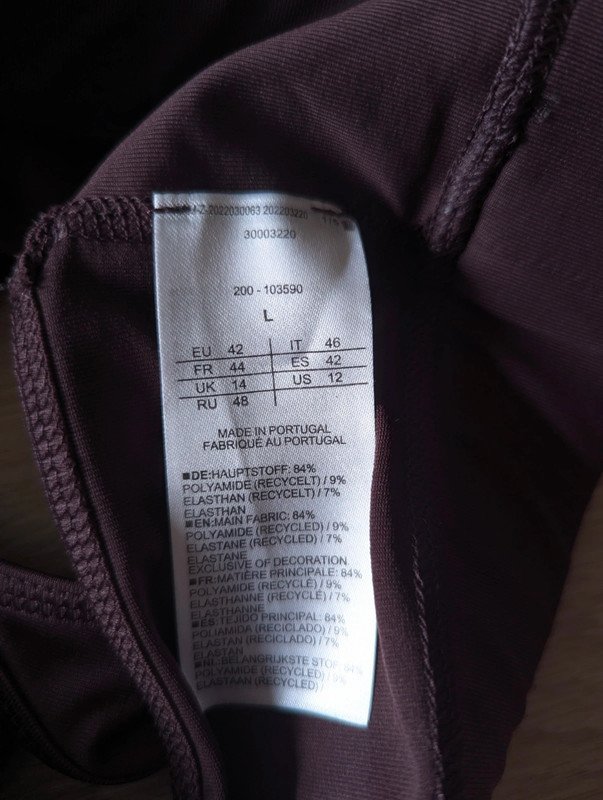 -Z-2022030063 202203220
30003220
200 - 103590
L
EU 42 IT 46
FR 44 ES 42
UK 14 US 12
RU 48
MADE IN PORTUGAL
FABRIQUÉ AU PORTUGAL
■DE:HAUPTSTOFF: 84%
POLYAMIDE (RECYCELT) / 9%
ELASTHAN (RECYCELT) / 7%
ELASTHAN
■EN:MAIN FABRIC: 84%
POLYAMIDE (RECYCLED) / 9%
ELASTANE (RECYCLED) / 7%
ELASTANE
EXCLUSIVE OF DECORATION
■FR:MATIÈRE PRINCIPALE: 84%
POLYAMIDE (RECYCLÉ) / 9%
ELASTHANNE (RECYCLÉ) / 7%
ELASTHANNE
■ES:TEJIDO PRINCIPAL: 84%
POLIAMIDA (RECICLADO) / 9%
ELASTAN (RECICLADO) / 7%
ELASTAN
■NL:BELANGRIJKSTE STOF: 84%
POLYAMIDE (RECYCLED) / 9%
ELASTAAN (RECYCLED) /